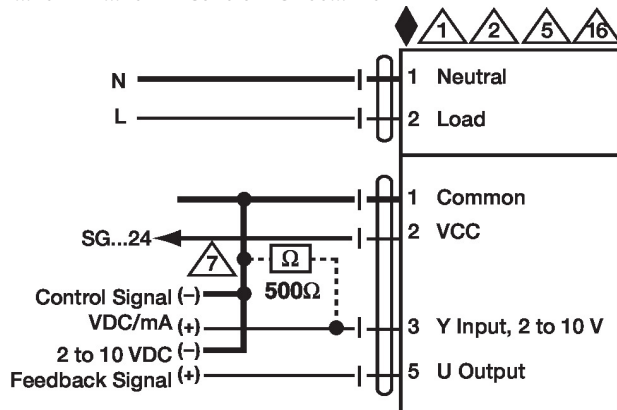 1 2 5 16
N 1 Neutral
L 2 Load
1 Common
SG...24 2 VCC
7 Ω
500Ω
Control Signal (–)
VDC/mA (+) 3 Y Input, 2 to 10 V
2 to 10 VDC (–)
Feedback Signal (+) 5 U Output